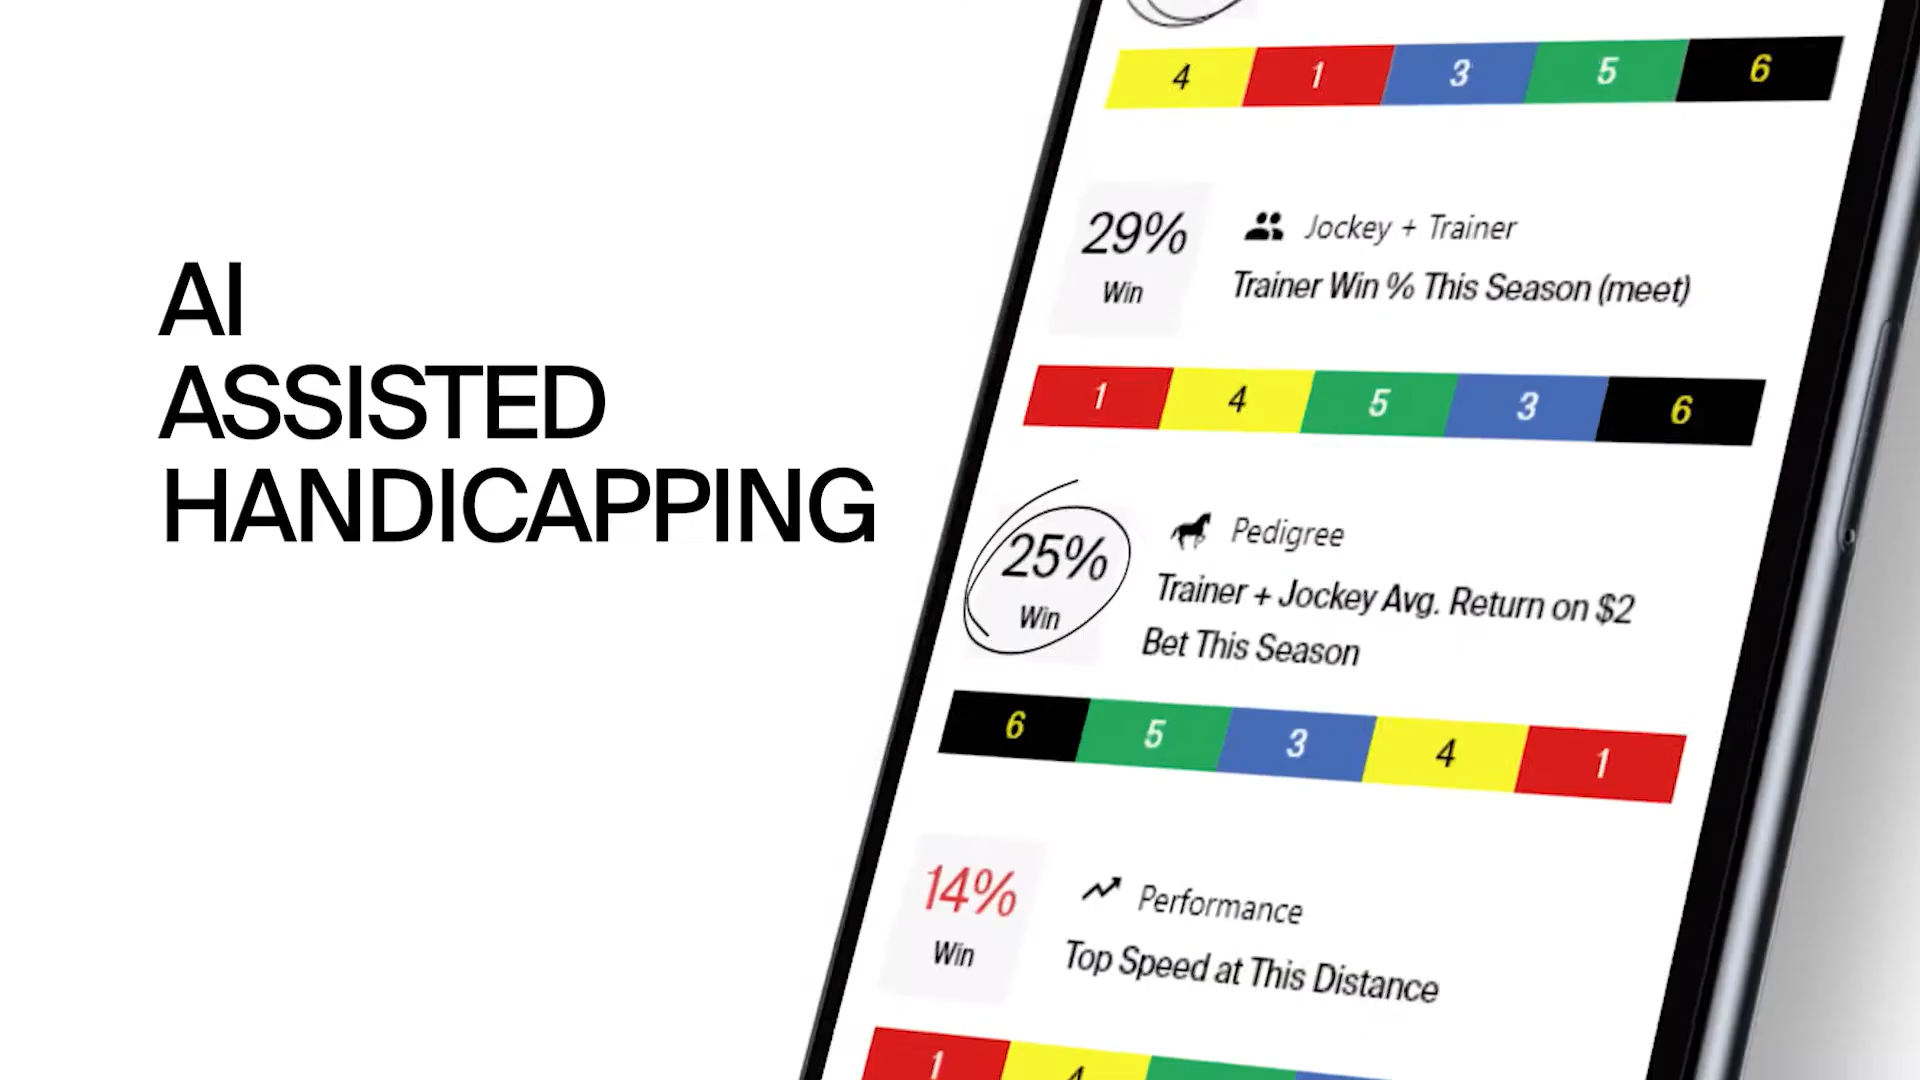 AI
ASSISTED
HANDICAPPING
4 1 3 5 6
29%
Win
Jockey + Trainer
Trainer Win % This Season (meet)
1 4 5 3 6
25%
Win
Pedigree
Trainer + Jockey Avg. Return on $2
Bet This Season
6 5 3 4 1
14%
Win
Performance
Top Speed at This Distance
1 4